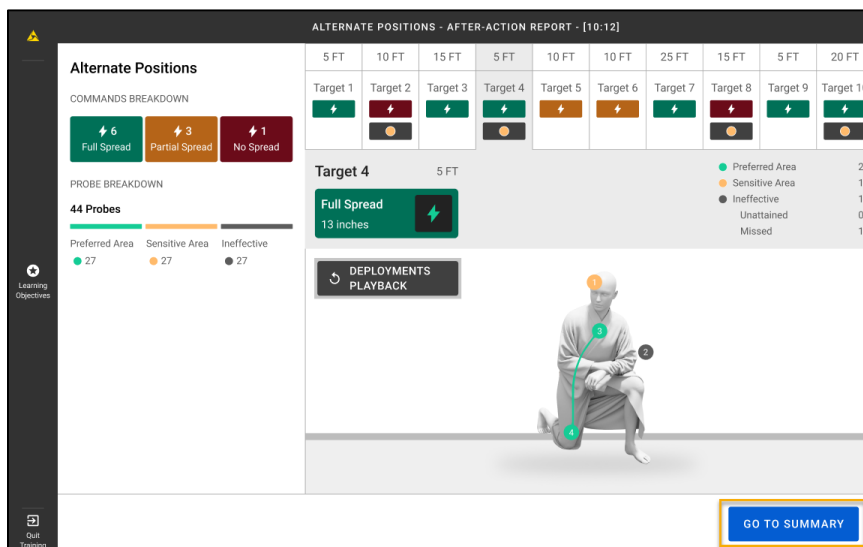 ALTERNATE POSITIONS - AFTER-ACTION REPORT - [10:12]
Alternate Positions
COMMANDS BREAKDOWN
6
Full Spread
3
Partial Spread
1
No Spread
PROBE BREAKDOWN
44 Probes
Preferred Area
27
Sensitive Area
27
Ineffective
27
5 FT
10 FT
15 FT
5 FT
10 FT
10 FT
25 FT
15 FT
5 FT
20 FT
Target 1
Target 2
Target 3
Target 4
Target 5
Target 6
Target 7
Target 8
Target 9
Target 10
Target 4
5 FT
Full Spread
13 inches
Preferred Area 2
Sensitive Area 1
Ineffective 1
Unattained 0
Missed 1
DEPLOYMENTS
PLAYBACK
1
3
2
4
Learning
Objectives
Quit
Training
GO TO SUMMARY